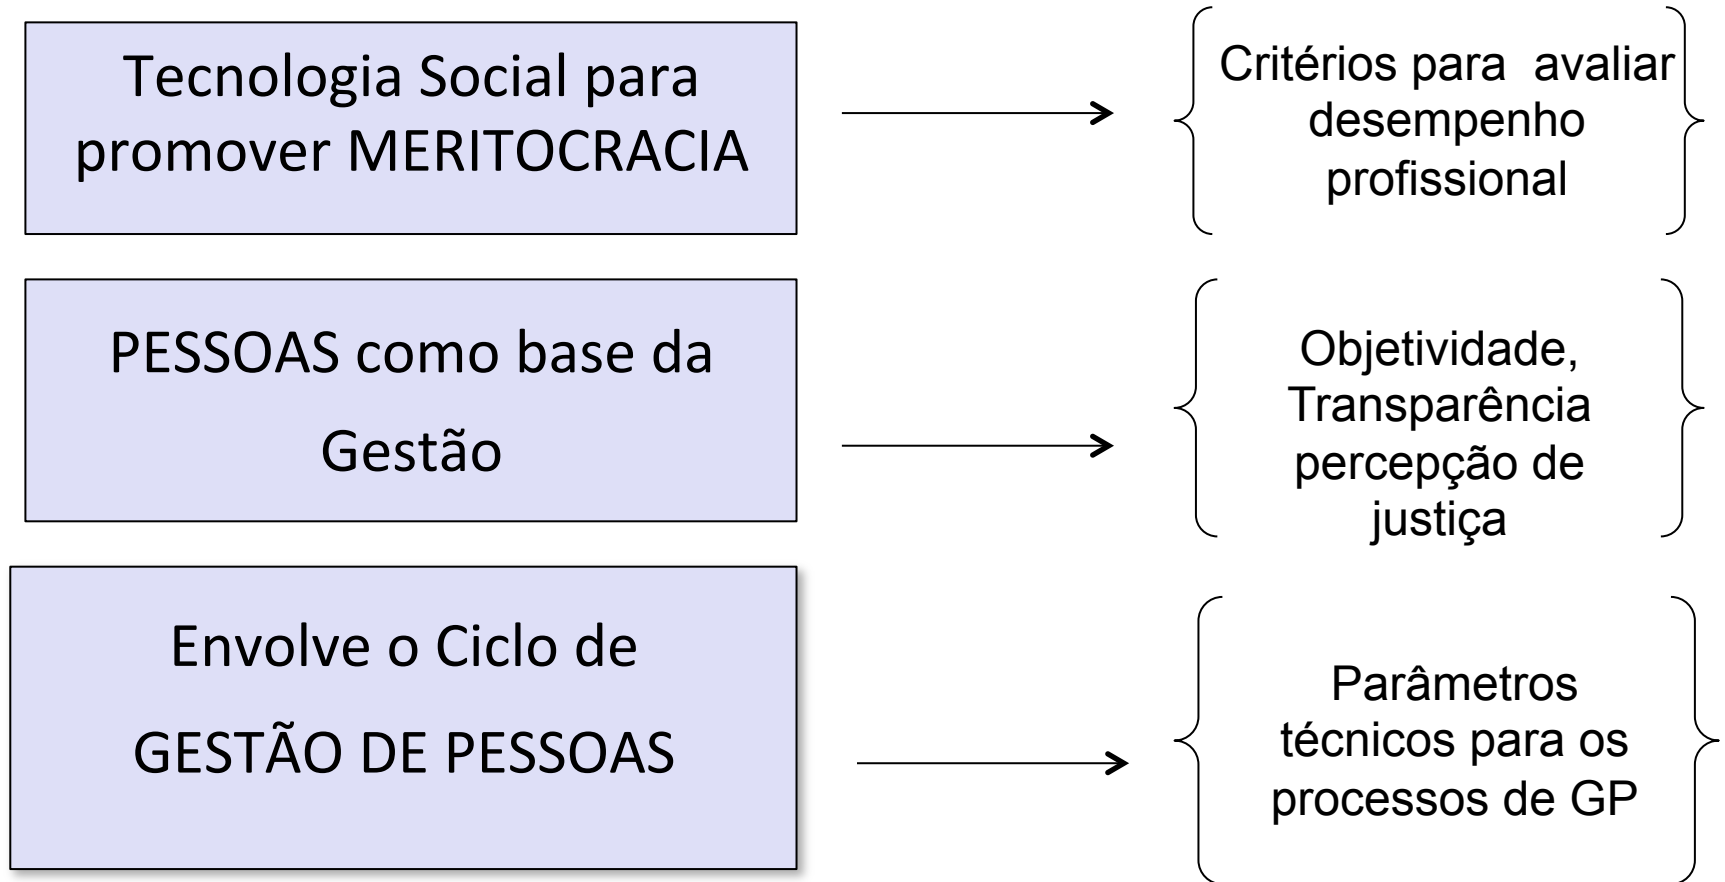 Tecnologia Social para
promover MERITOCRACIA
Critérios para  avaliar
desempenho
profissional
PESSOAS como base da
Gestão
Objetividade,
Transparência
percepção de
justiça
Envolve o Ciclo de
GESTÃO DE PESSOAS
Parâmetros
técnicos para os
processos de GP